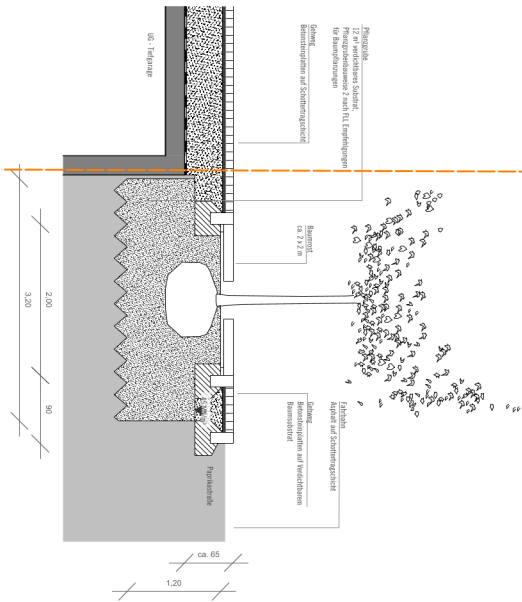 Pflanzgrube
12 m³ verdichtbares Substrat,
Pflanzgrubenbauweise 2 nach FLL Empfehlungen
für Baumpflanzungen
Gehweg
Betonsteinplatten auf Schottertragschicht
UG - Tiefgarage
Baumrost
ca. 2 x 2 m
Fahrbahn
Asphalt auf Schottertragschicht
Gehweg
Betonsteinplatten auf Verdichtbarem
Baumsubstrat
Paprikastraße
3,20
2,00
90
ca. 65
1,20